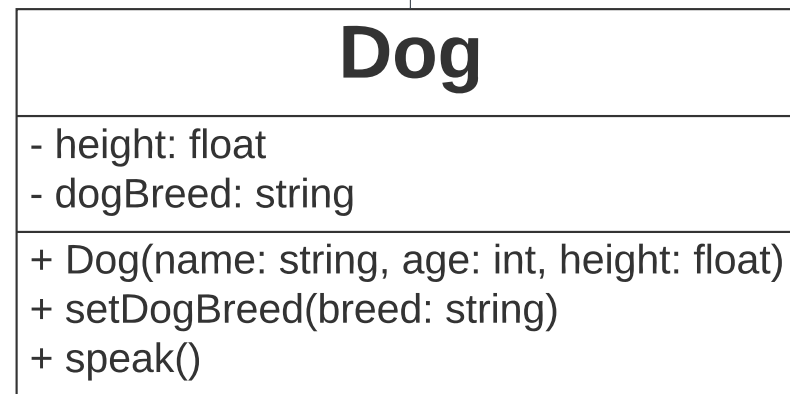 Dog
- height: float
- dogBreed: string
+ Dog(name: string, age: int, height: float)
+ setDogBreed(breed: string)
+ speak()